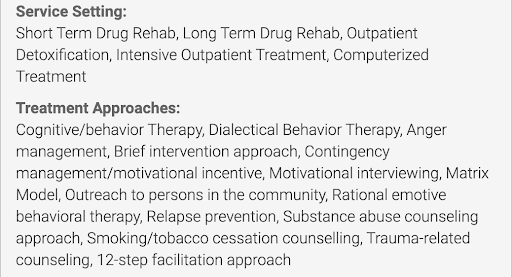 Service Setting:
Short Term Drug Rehab, Long Term Drug Rehab, Outpatient
Detoxification, Intensive Outpatient Treatment, Computerized
Treatment
Treatment Approaches:
Cognitive/behavior Therapy, Dialectical Behavior Therapy, Anger
management, Brief intervention approach, Contingency
management/motivational incentive, Motivational interviewing, Matrix
Model, Outreach to persons in the community, Rational emotive
behavioral therapy, Relapse prevention, Substance abuse counseling
approach, Smoking/tobacco cessation counselling, Trauma-related
counseling, 12-step facilitation approach